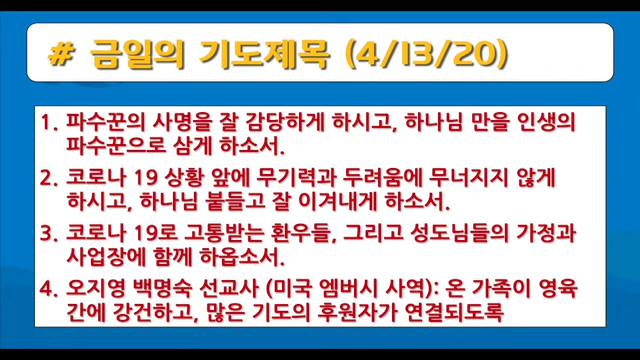 # 금일의 기도제목 (4/13/20)
1. 파수꾼의 사명을 잘 감당하게 하시고, 하나님 만을 인생의
파수꾼으로 삼게 하소서.
2. 코로나 19 상황 앞에 무기력과 두려움에 무너지지 않게
하시고, 하나님 붙들고 잘 이겨내게 하소서.
3. 코로나 19로 고통받는 환우들, 그리고 성도님들의 가정과
사업장에 함께 하옵소서.
4. 오지영 백명숙 선교사 (미국 엠버시 사역): 온 가족이 영육
간에 강건하고, 많은 기도의 후원자가 연결되도록